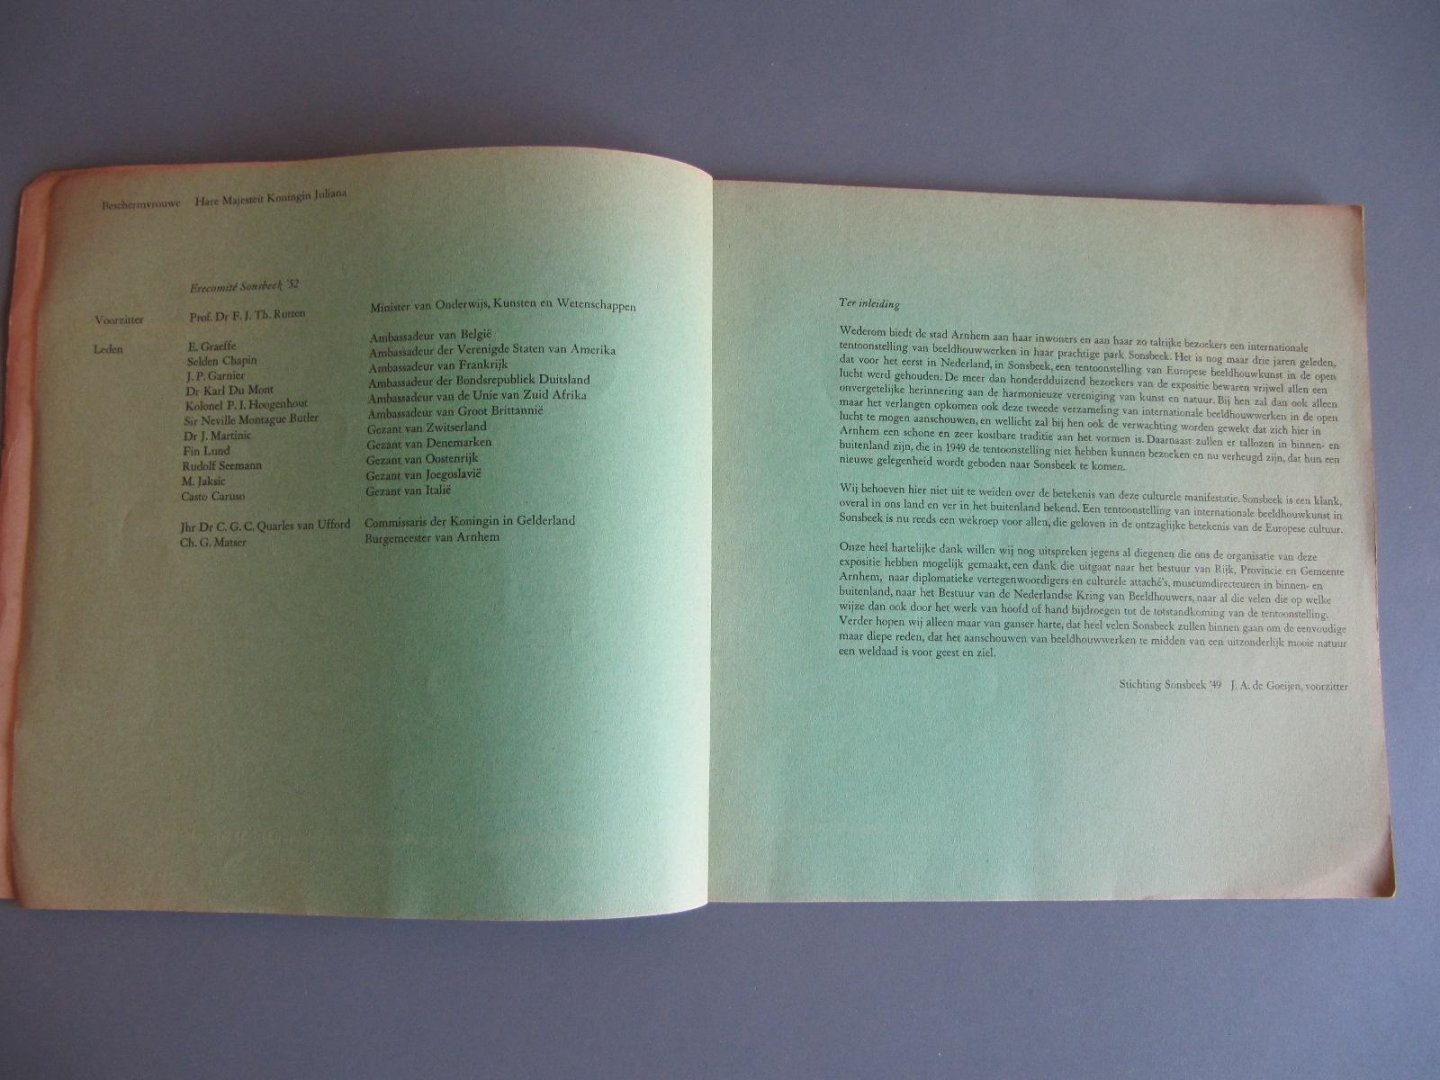 Beschermvrouwe Hare Majesteit Koningin Juliana
Erecomité Sonsbeek '52
Voorzitter Prof. Dr F. J. Th. Rutten Minister van Onderwijs, Kunsten en Wetenschappen
Leden E. Graeffe Ambassadeur van België
Selden Chapin Ambassadeur der Verenigde Staten van Amerika
J. P. Garnier Ambassadeur van Frankrijk
Dr Karl Du Mont Ambassadeur der Bondsrepubliek Duitsland
Kolonel P. I. Hoogenhout Ambassadeur van de Unie van Zuid Afrika
Sir Neville Montague Butler Ambassadeur van Groot Brittannië
Dr J. Martinic Gezant van Zwitserland
Fin Lund Gezant van Denemarken
Rudolf Seemann Gezant van Oostenrijk
M. Jaksic Gezant van Joegoslavië
Casto Caruso Gezant van Italië
Jhr Dr C. G. C. Quarles van Ufford Commissaris der Koningin in Gelderland
Ch. G. Matser Burgemeester van Arnhem
Ter inleiding
Wederom biedt de stad Arnhem aan haar inwoners en aan haar zo talrijke bezoekers een internationale
tentoonstelling van beeldhouwwerken in haar prachtige park Sonsbeek. Het is nog maar drie jaren geleden,
dat voor het eerst in Nederland, in Sonsbeek, een tentoonstelling van Europese beeldhouwkunst in de open
lucht werd gehouden. De meer dan honderdduizend bezoekers van de expositie bewaren vrijwel allen een
onvergetelijke herinnering aan de harmonieuze vereniging van kunst en natuur. Bij hen zal dan ook alleen
maar het verlangen opkomen ook deze tweede verzameling van internationale beeldhouwwerken in de open
lucht te mogen aanschouwen, en wellicht zal bij hen ook de verwachting worden gewekt dat zich hier in
Arnhem een schone en zeer kostbare traditie aan het vormen is. Daarnaast zullen er tallozen in binnen- en
buitenland zijn, die in 1949 de tentoonstelling niet hebben kunnen bezoeken en nu verheugd zijn, dat hun een
nieuwe gelegenheid wordt geboden naar Sonsbeek te komen.
Wij behoeven hier niet uit te weiden over de betekenis van deze culturele manifestatie. Sonsbeek is een klank,
overal in ons land en ver in het buitenland bekend. Een tentoonstelling van internationale beeldhouwkunst in
Sonsbeek is nu reeds een wekroep voor allen, die geloven in de ontzaglijke betekenis van de Europese cultuur.
Onze heel hartelijke dank willen wij nog uitspreken jegens al diegenen die ons de organisatie van deze
expositie hebben mogelijk gemaakt, een dank die uitgaat naar het bestuur van Rijk, Provincie en Gemeente
Arnhem, naar diplomatieke vertegenwoordigers en culturele attaché's, museumdirecteuren in binnen- en
buitenland, naar het Bestuur van de Nederlandse Kring van Beeldhouwers, naar al die velen die op welke
wijze dan ook door het werk van hoofd of hand bijdroegen tot de totstandkoming van de tentoonstelling.
Verder hopen wij alleen maar van ganser harte, dat heel velen Sonsbeek zullen binnen gaan om de eenvoudige
maar diepe reden, dat het aanschouwen van beeldhouwwerken te midden van een uitzonderlijk mooie natuur
een weldaad is voor geest en ziel.
Stichting Sonsbeek '49 J. A. de Goeijen, voorzitter